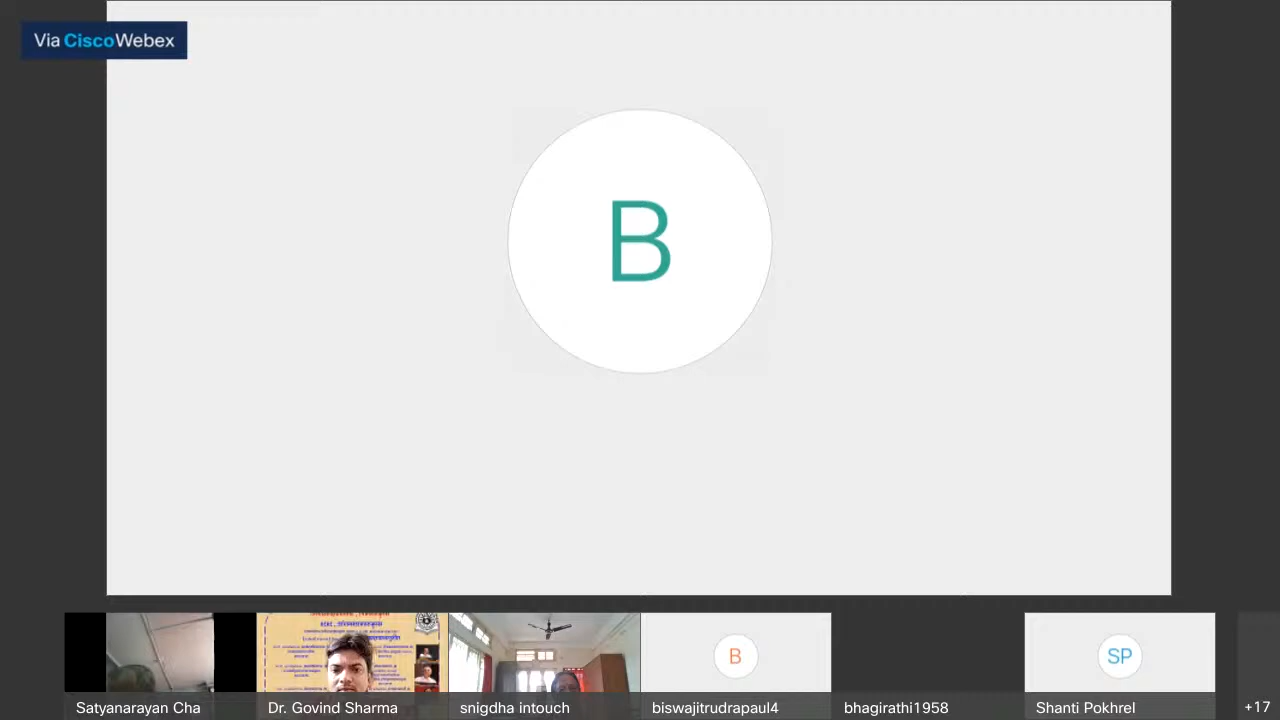 Via CiscoWebex
B
B
SP
Satyanarayan Cha
Dr. Govind Sharma
snigdha intouch
biswajitrudrapaul4
bhagirathi1958
Shanti Pokhrel
+17